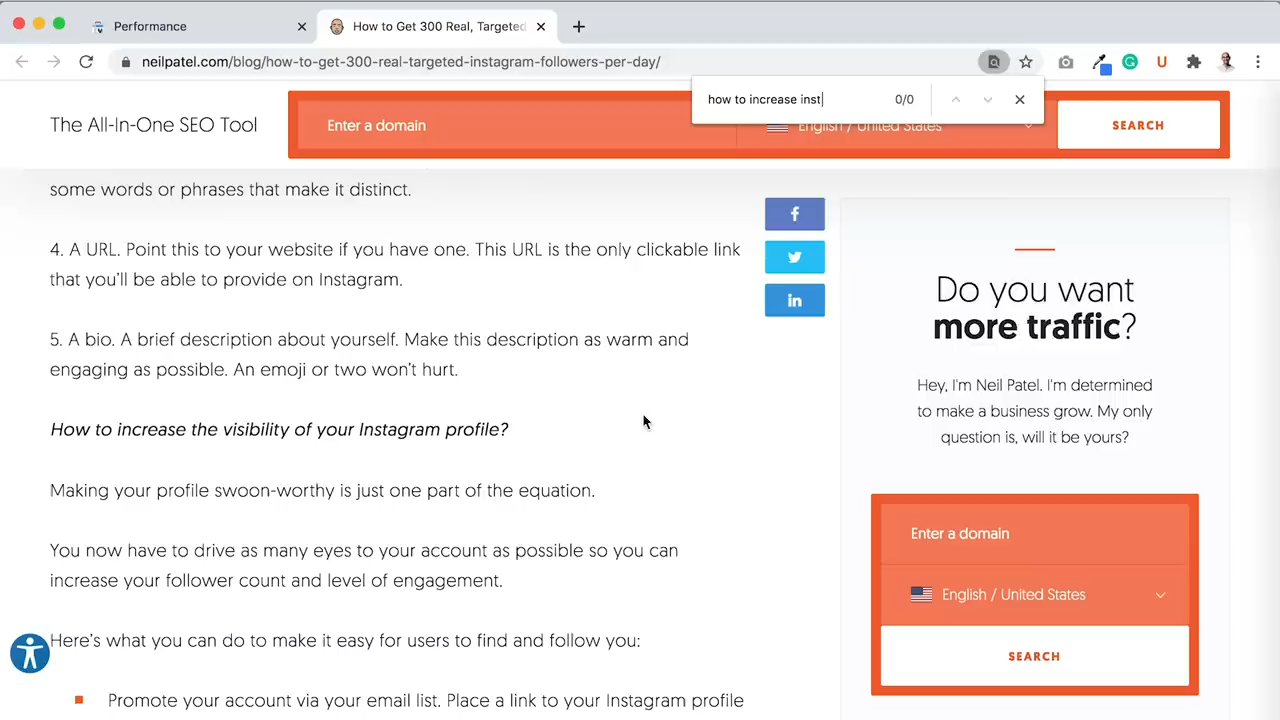 Performance
How to Get 300 Real, Targeted
neilpatel.com/blog/how-to-get-300-real-targeted-instagram-followers-per-day/
U
how to increase inst
0/0
The All-In-One SEO Tool
Enter a domain
English / United States
SEARCH
some words or phrases that make it distinct.
4. A URL. Point this to your website if you have one. This URL is the only clickable link
that you'll be able to provide on Instagram.
5. A bio. A brief description about yourself. Make this description as warm and
engaging as possible. An emoji or two won't hurt.
How to increase the visibility of your Instagram profile?
Making your profile swoon-worthy is just one part of the equation.
You now have to drive as many eyes to your account as possible so you can
increase your follower count and level of engagement.
Here's what you can do to make it easy for users to find and follow you:
Promote your account via your email list. Place a link to your Instagram profile
f
in
Do you want
more traffic?
Hey, I'm Neil Patel. I'm determined
to make a business grow. My only
question is, will it be yours?
Enter a domain
English / United States
SEARCH